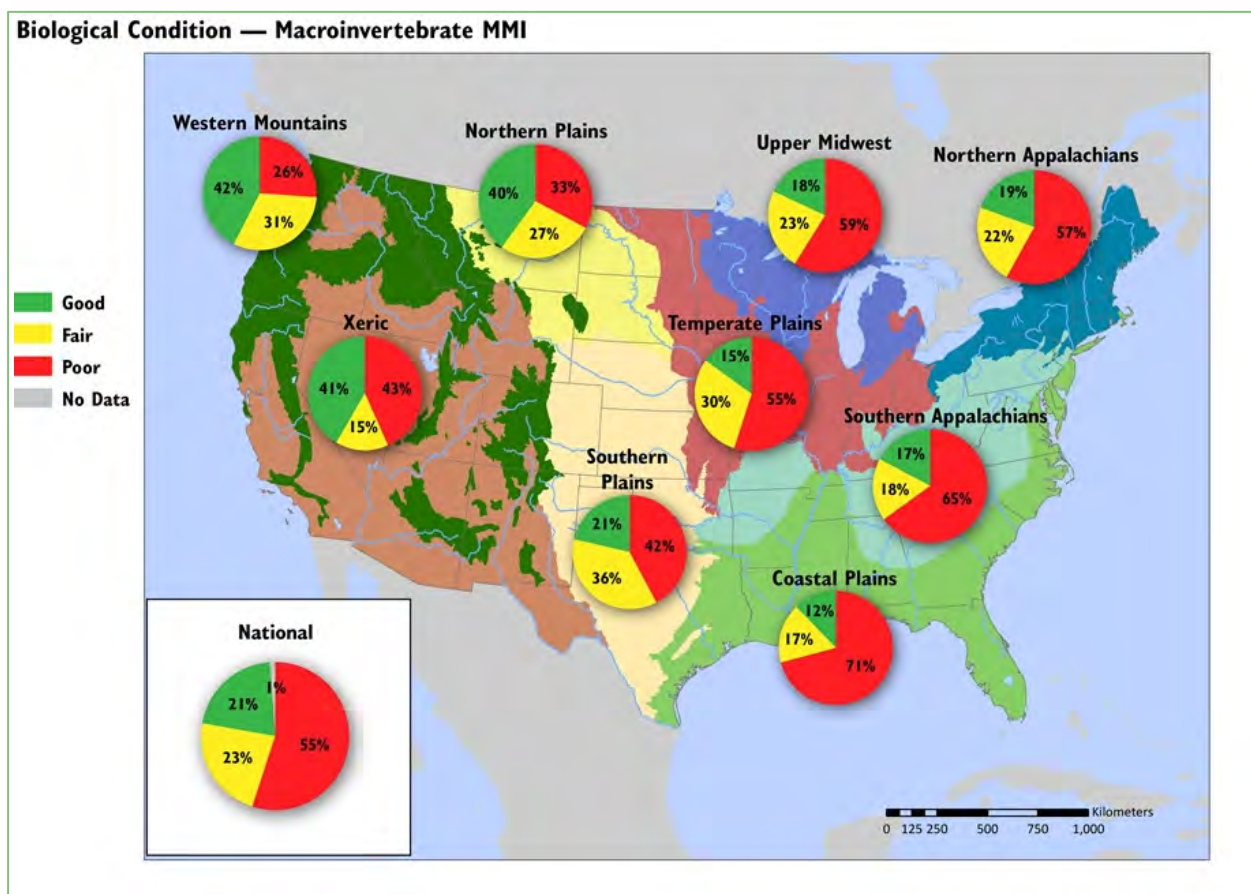 Biological Condition — Macroinvertebrate MMI
Western Mountains
42%
26%
31%
Northern Plains
40%
33%
27%
Upper Midwest
18%
23%
59%
Northern Appalachians
19%
22%
57%
Good
Fair
Poor
No Data
Xeric
41%
43%
15%
Temperate Plains
15%
30%
55%
Southern Appalachians
17%
18%
65%
Southern
Plains
21%
42%
36%
Coastal Plains
12%
17%
71%
National
1%
21%
23%
55%
Kilometers
0 125 250 500 750 1,000